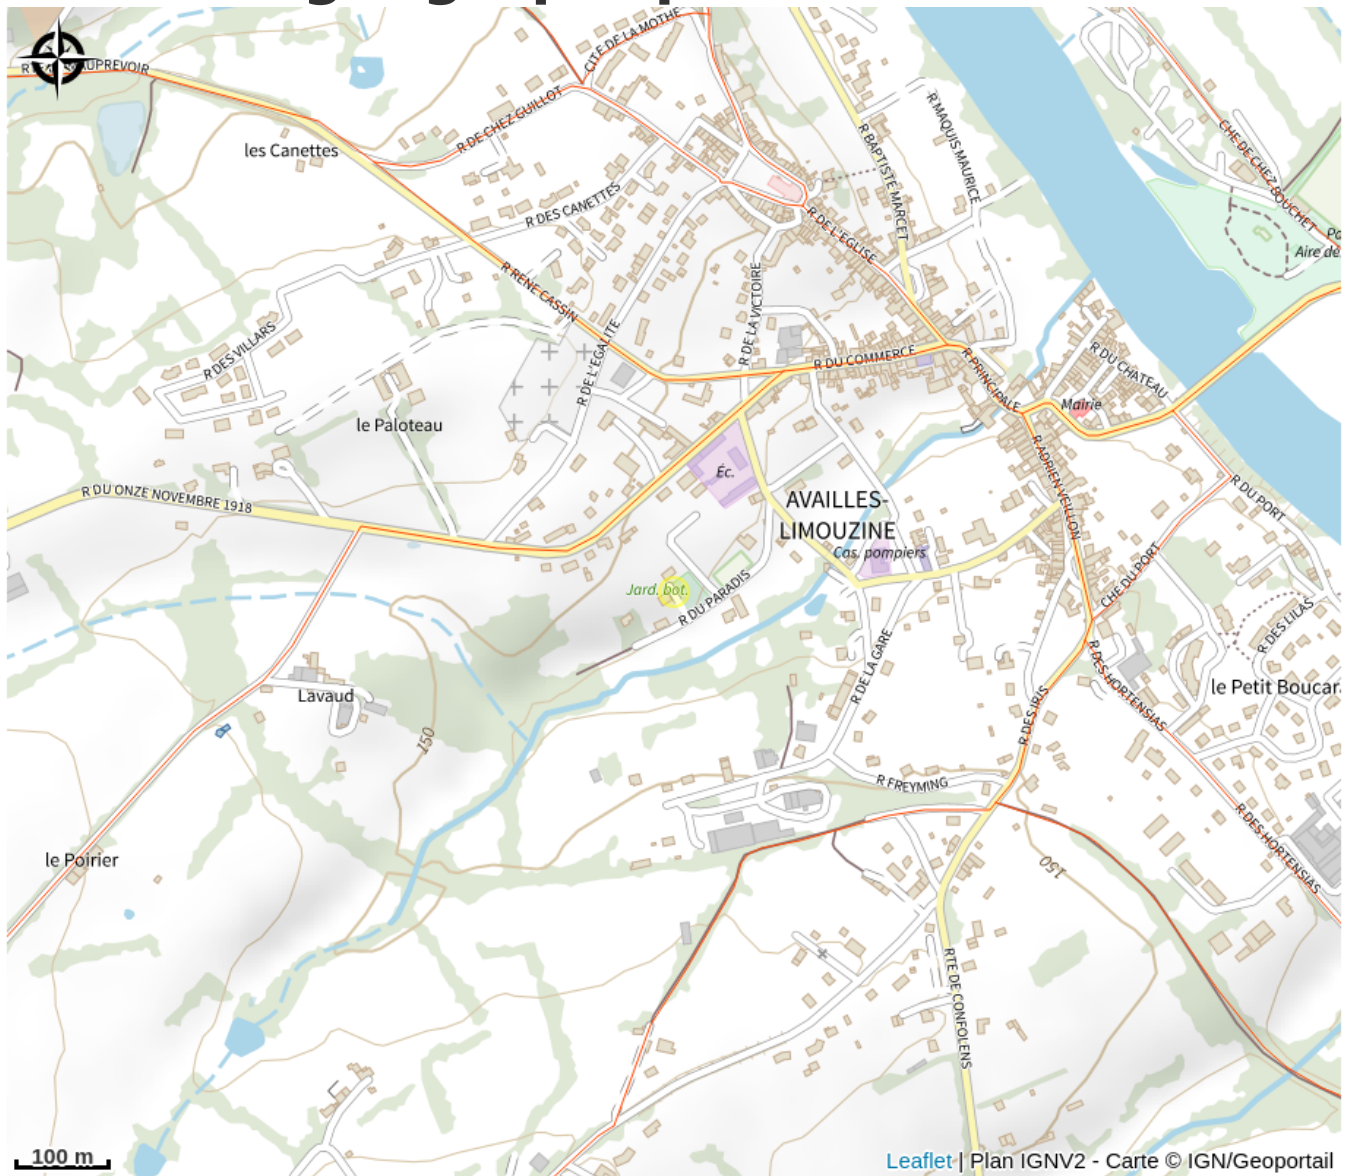 CITE DE LA MOTHE
R DE CHEZ GUILLOT
les Canettes
R MAQUIS MAURICE
R BAPTISTE MARCET
CHE DE CHEZ BOUCHET
R DES CANETTES
R DE L'EGLISE
Aire de
R RENE CASSIN
R DE LA VICTOIRE
R DES VILLARS
R DE L'EGALITE
R DU COMMERCE
R PRINCIPALE
R DU CHATEAU
Mairie
le Paloteau
R ADRIEN VEILLON
Éc.
R DU ONZE NOVEMBRE 1918
AVAILLES-
LIMOUZINE
R DU PORT
Cas. pompiers
CHE DU PORT
Jard. bot.
R DU PARADIS
R DES LILAS
R DE LA GARE
R DES HORTENSIAS
le Petit Boucar
Lavaud
R DES IRIS
150
R FREYMING
R DES HORTENSIAS
le Poirier
150
RTE DE CONFOLENS
100 m
Leaflet | Plan IGNV2 - Carte © IGN/Geoportail